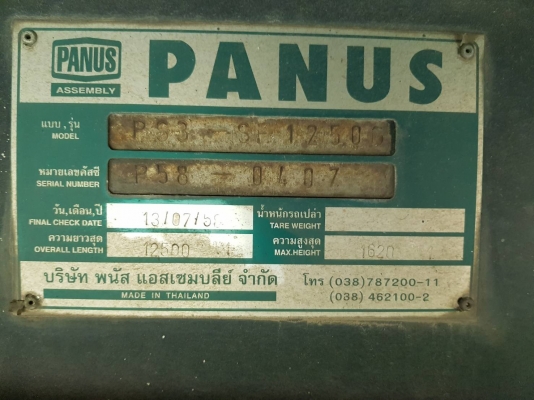 PANUS
ASSEMBLY
PANUS
แบบ,รุ่น
MODEL
หมายเลขคัสซี
SERIAL NUMBER
P58 - 0407
วัน,เดือน,ปี
FINAL CHECK DATE
น้ำหนักรถเปล่า
TARE WEIGHT
ความยาวสุด
OVERALL LENGTH
12500
ความสูงสุด
MAX.HEIGHT
1620
บริษัท พนัส แอสเซมบลีย์ จำกัด
MADE IN THAILAND
โทร (038)787200-11
(038) 462100-2